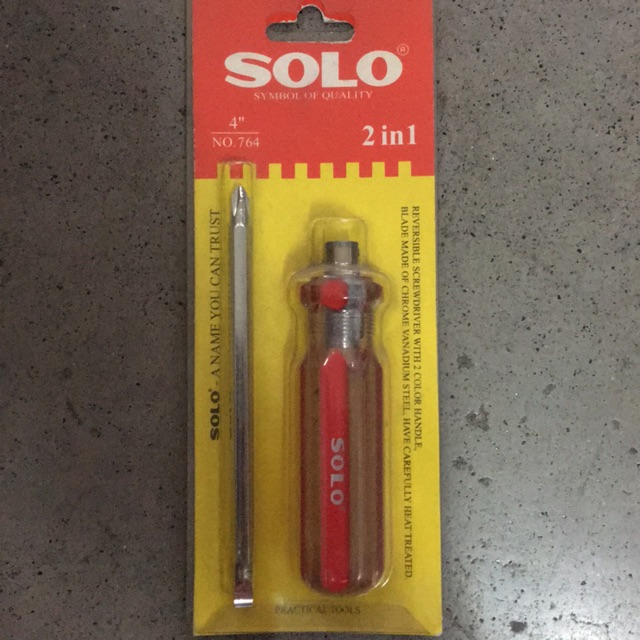 SOLO®
SYMBOL OF QUALITY
4"
NO. 764
2 in 1
SOLO® - A NAME YOU CAN TRUST
REVERSIBLE SCREWDRIVER WITH 2 COLOR HANDLE,
BLADE MADE OF CHROME VANADIUM STEEL. HAVE CAREFULLY HEAT TREATED.
SOLO
PRACTICAL TOOLS